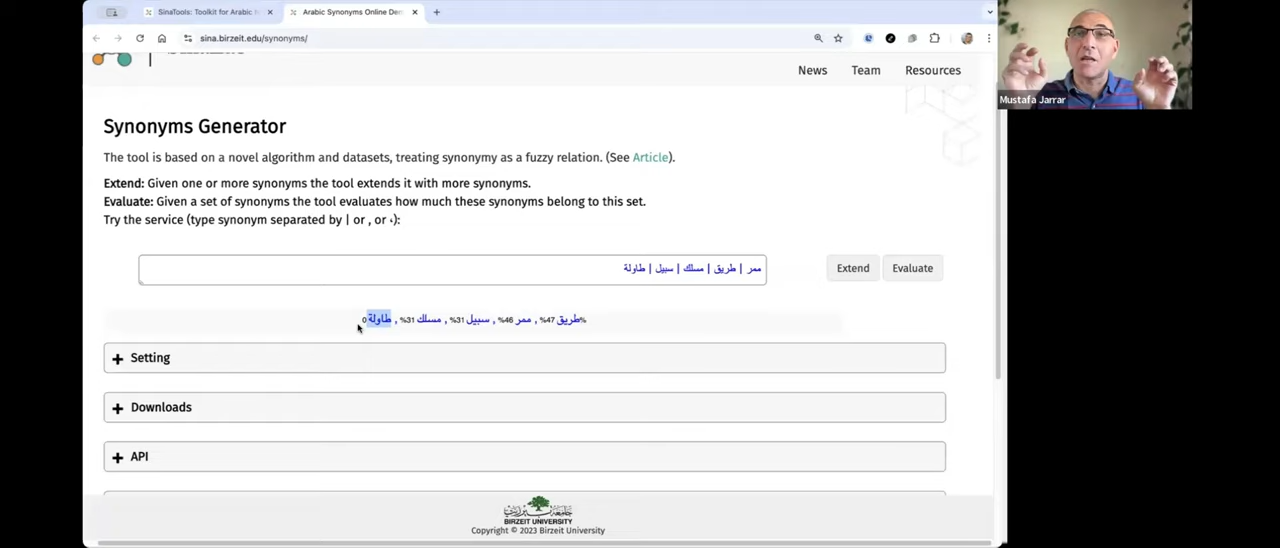 SinaTools: Toolkit for Arabic
Arabic Synonyms Online Dem
sina.birzeit.edu/synonyms/
News Team Resources
Mustafa Jarrar
Synonyms Generator
The tool is based on a novel algorithm and datasets, treating synonymy as a fuzzy relation. (See Article).
Extend: Given one or more synonyms the tool extends it with more synonyms.
Evaluate: Given a set of synonyms the tool evaluates how much these synonyms belong to this set.
Try the service (type synonym separated by | or , or ،):
ممر | طريق | مسلك | سبيل | طاولة
Extend Evaluate
%طريق 47% , ممر 46% , سبيل 31% , مسلك 31% , طاولة 0
Setting
Downloads
API
جامعة بيرزيت
BIRZEIT UNIVERSITY
Copyright © 2023 Birzeit University